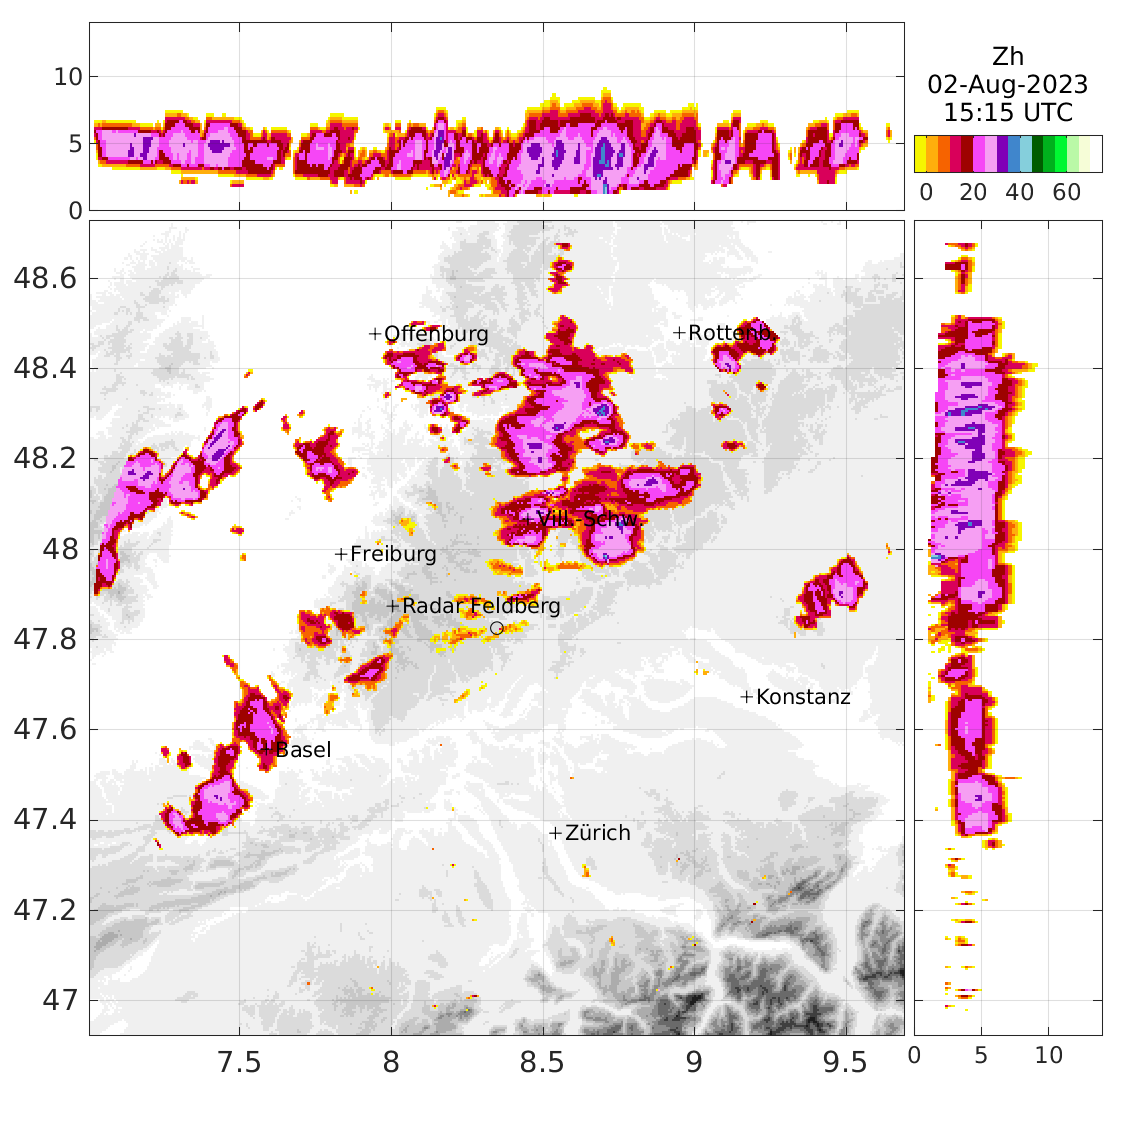 Zh
02-Aug-2023
15:15 UTC
10
5
0
0 20 40 60
48.6
48.4
48.2
48
47.8
47.6
47.4
47.2
47
Offenburg
Rottenb.
Vill.-Schw.
Freiburg
Radar Feldberg
Konstanz
Basel
Zürich
7.5 8 8.5 9 9.5
0 5 10